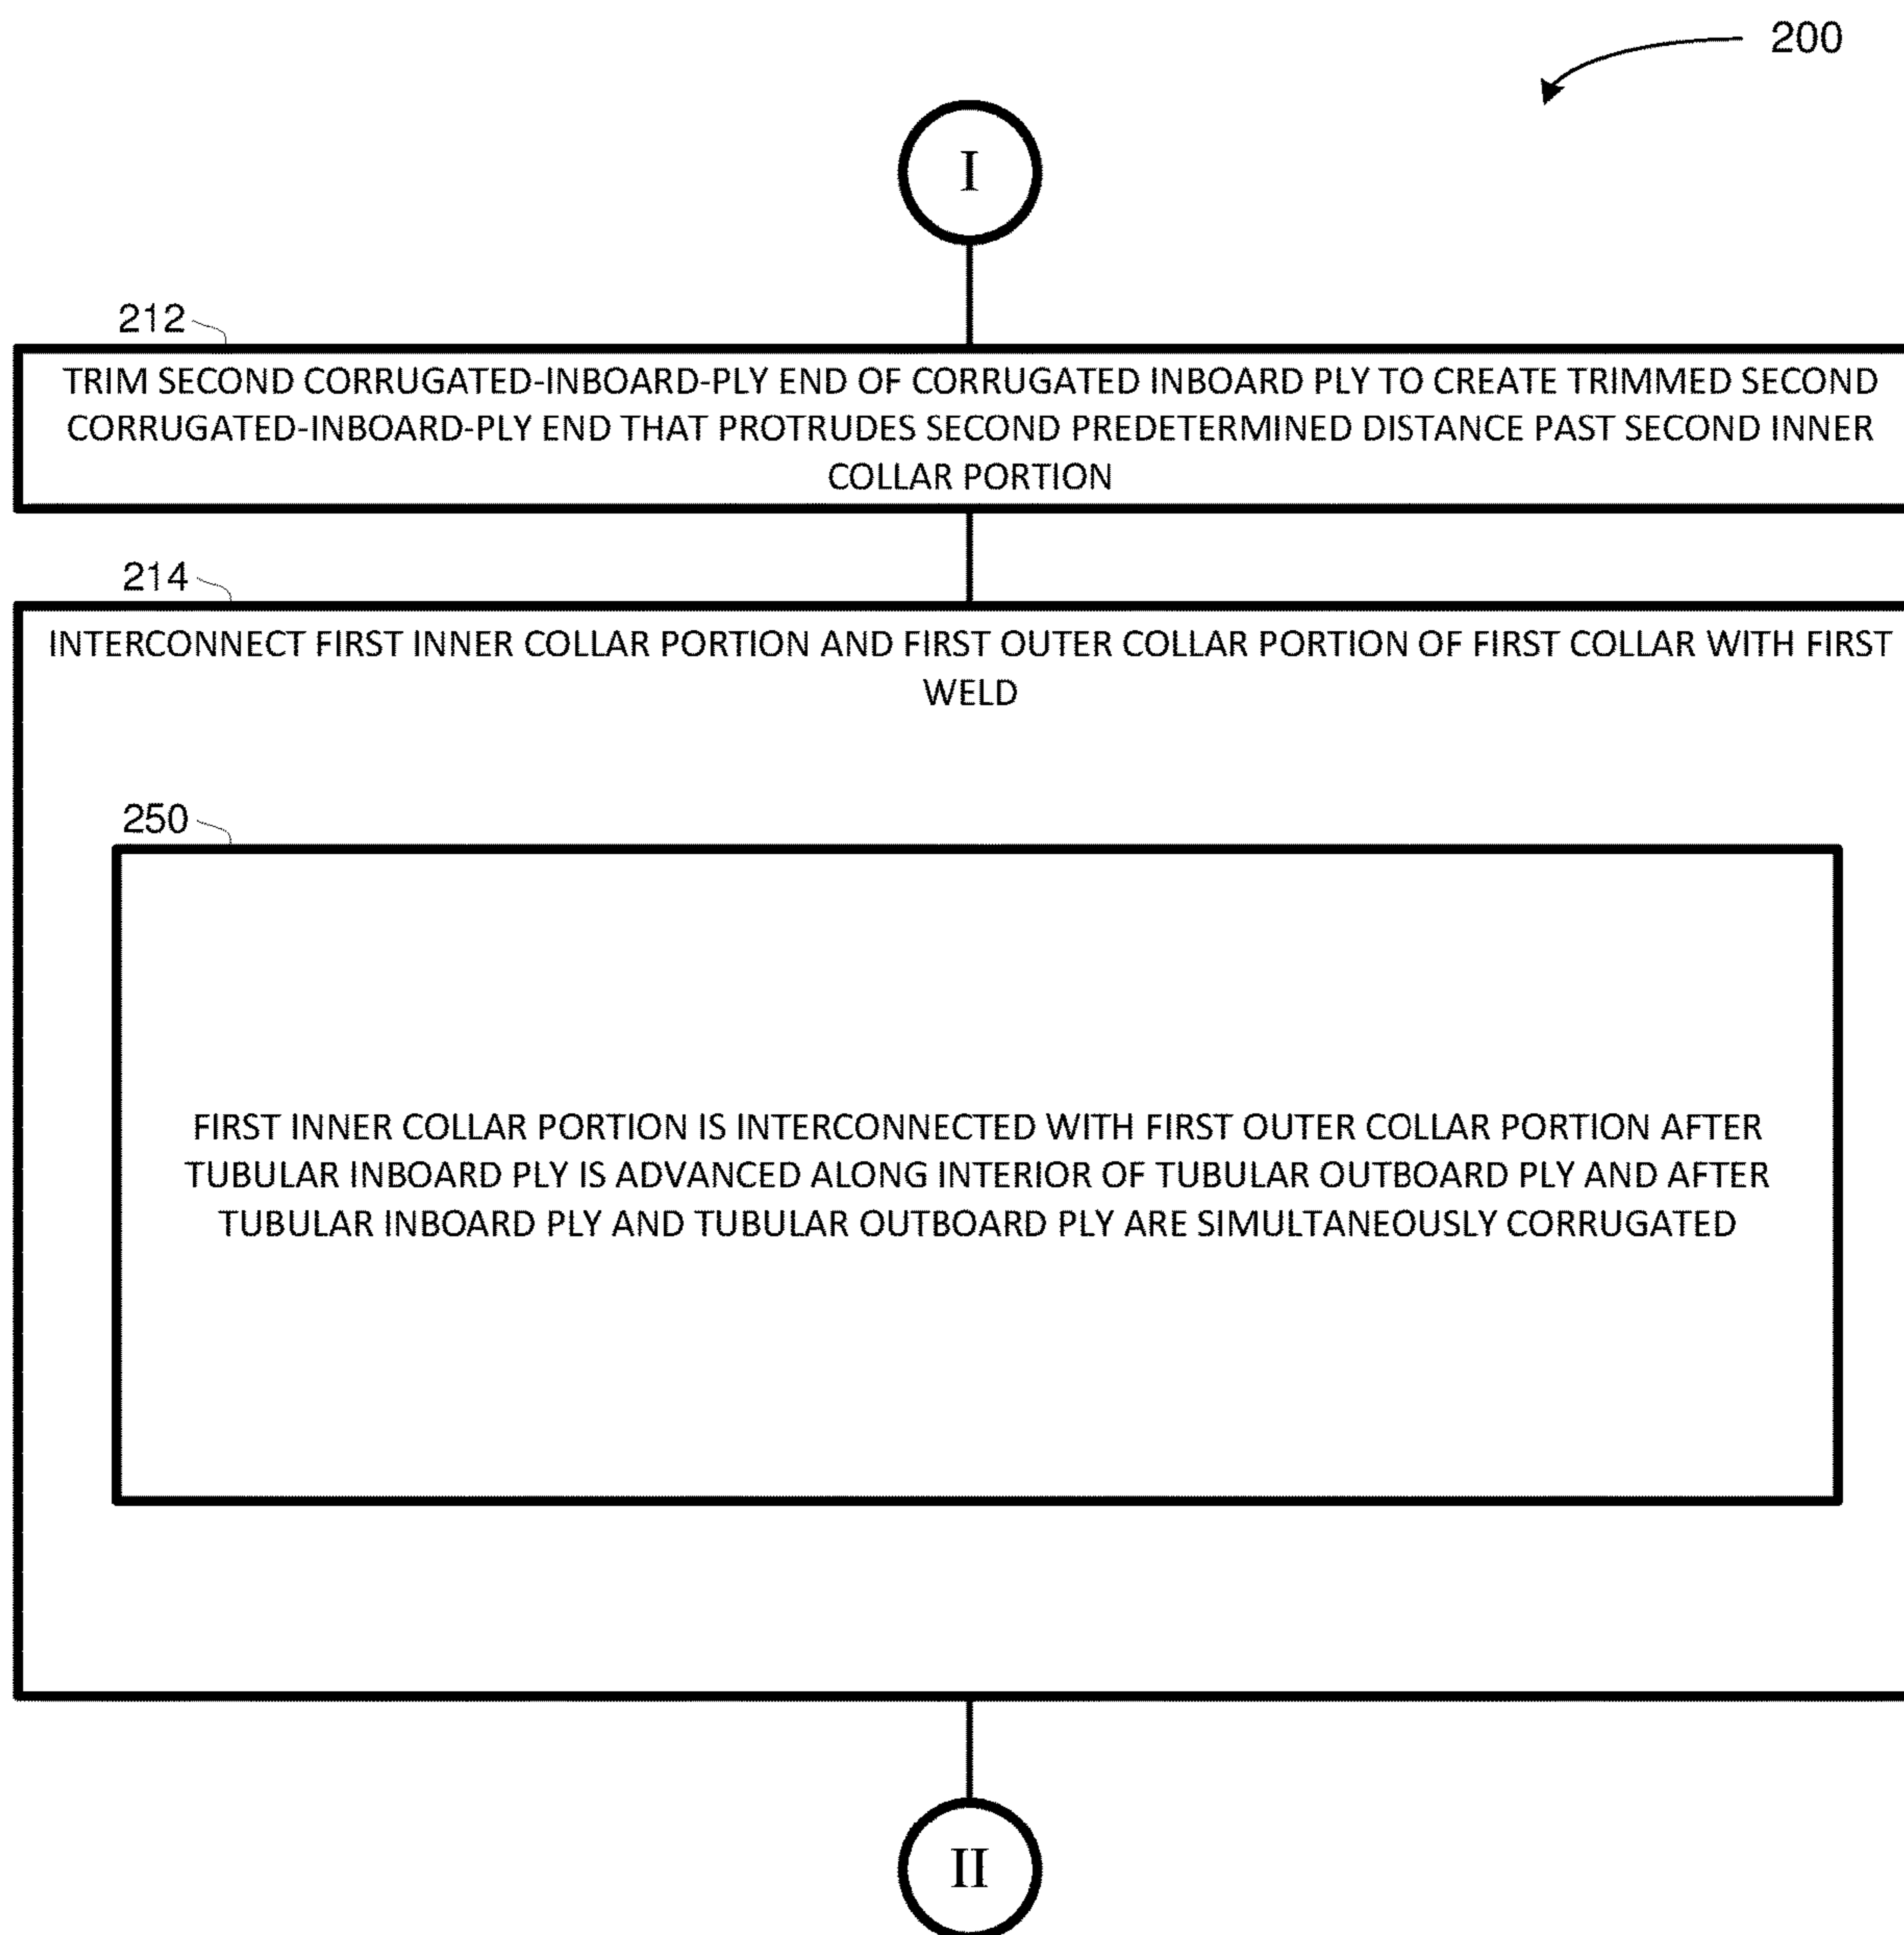 200
I
212
TRIM SECOND CORRUGATED-INBOARD-PLY END OF CORRUGATED INBOARD PLY TO CREATE TRIMMED SECOND
CORRUGATED-INBOARD-PLY END THAT PROTRUDES SECOND PREDETERMINED DISTANCE PAST SECOND INNER
COLLAR PORTION
214
INTERCONNECT FIRST INNER COLLAR PORTION AND FIRST OUTER COLLAR PORTION OF FIRST COLLAR WITH FIRST
WELD
250
FIRST INNER COLLAR PORTION IS INTERCONNECTED WITH FIRST OUTER COLLAR PORTION AFTER
TUBULAR INBOARD PLY IS ADVANCED ALONG INTERIOR OF TUBULAR OUTBOARD PLY AND AFTER
TUBULAR INBOARD PLY AND TUBULAR OUTBOARD PLY ARE SIMULTANEOUSLY CORRUGATED
II